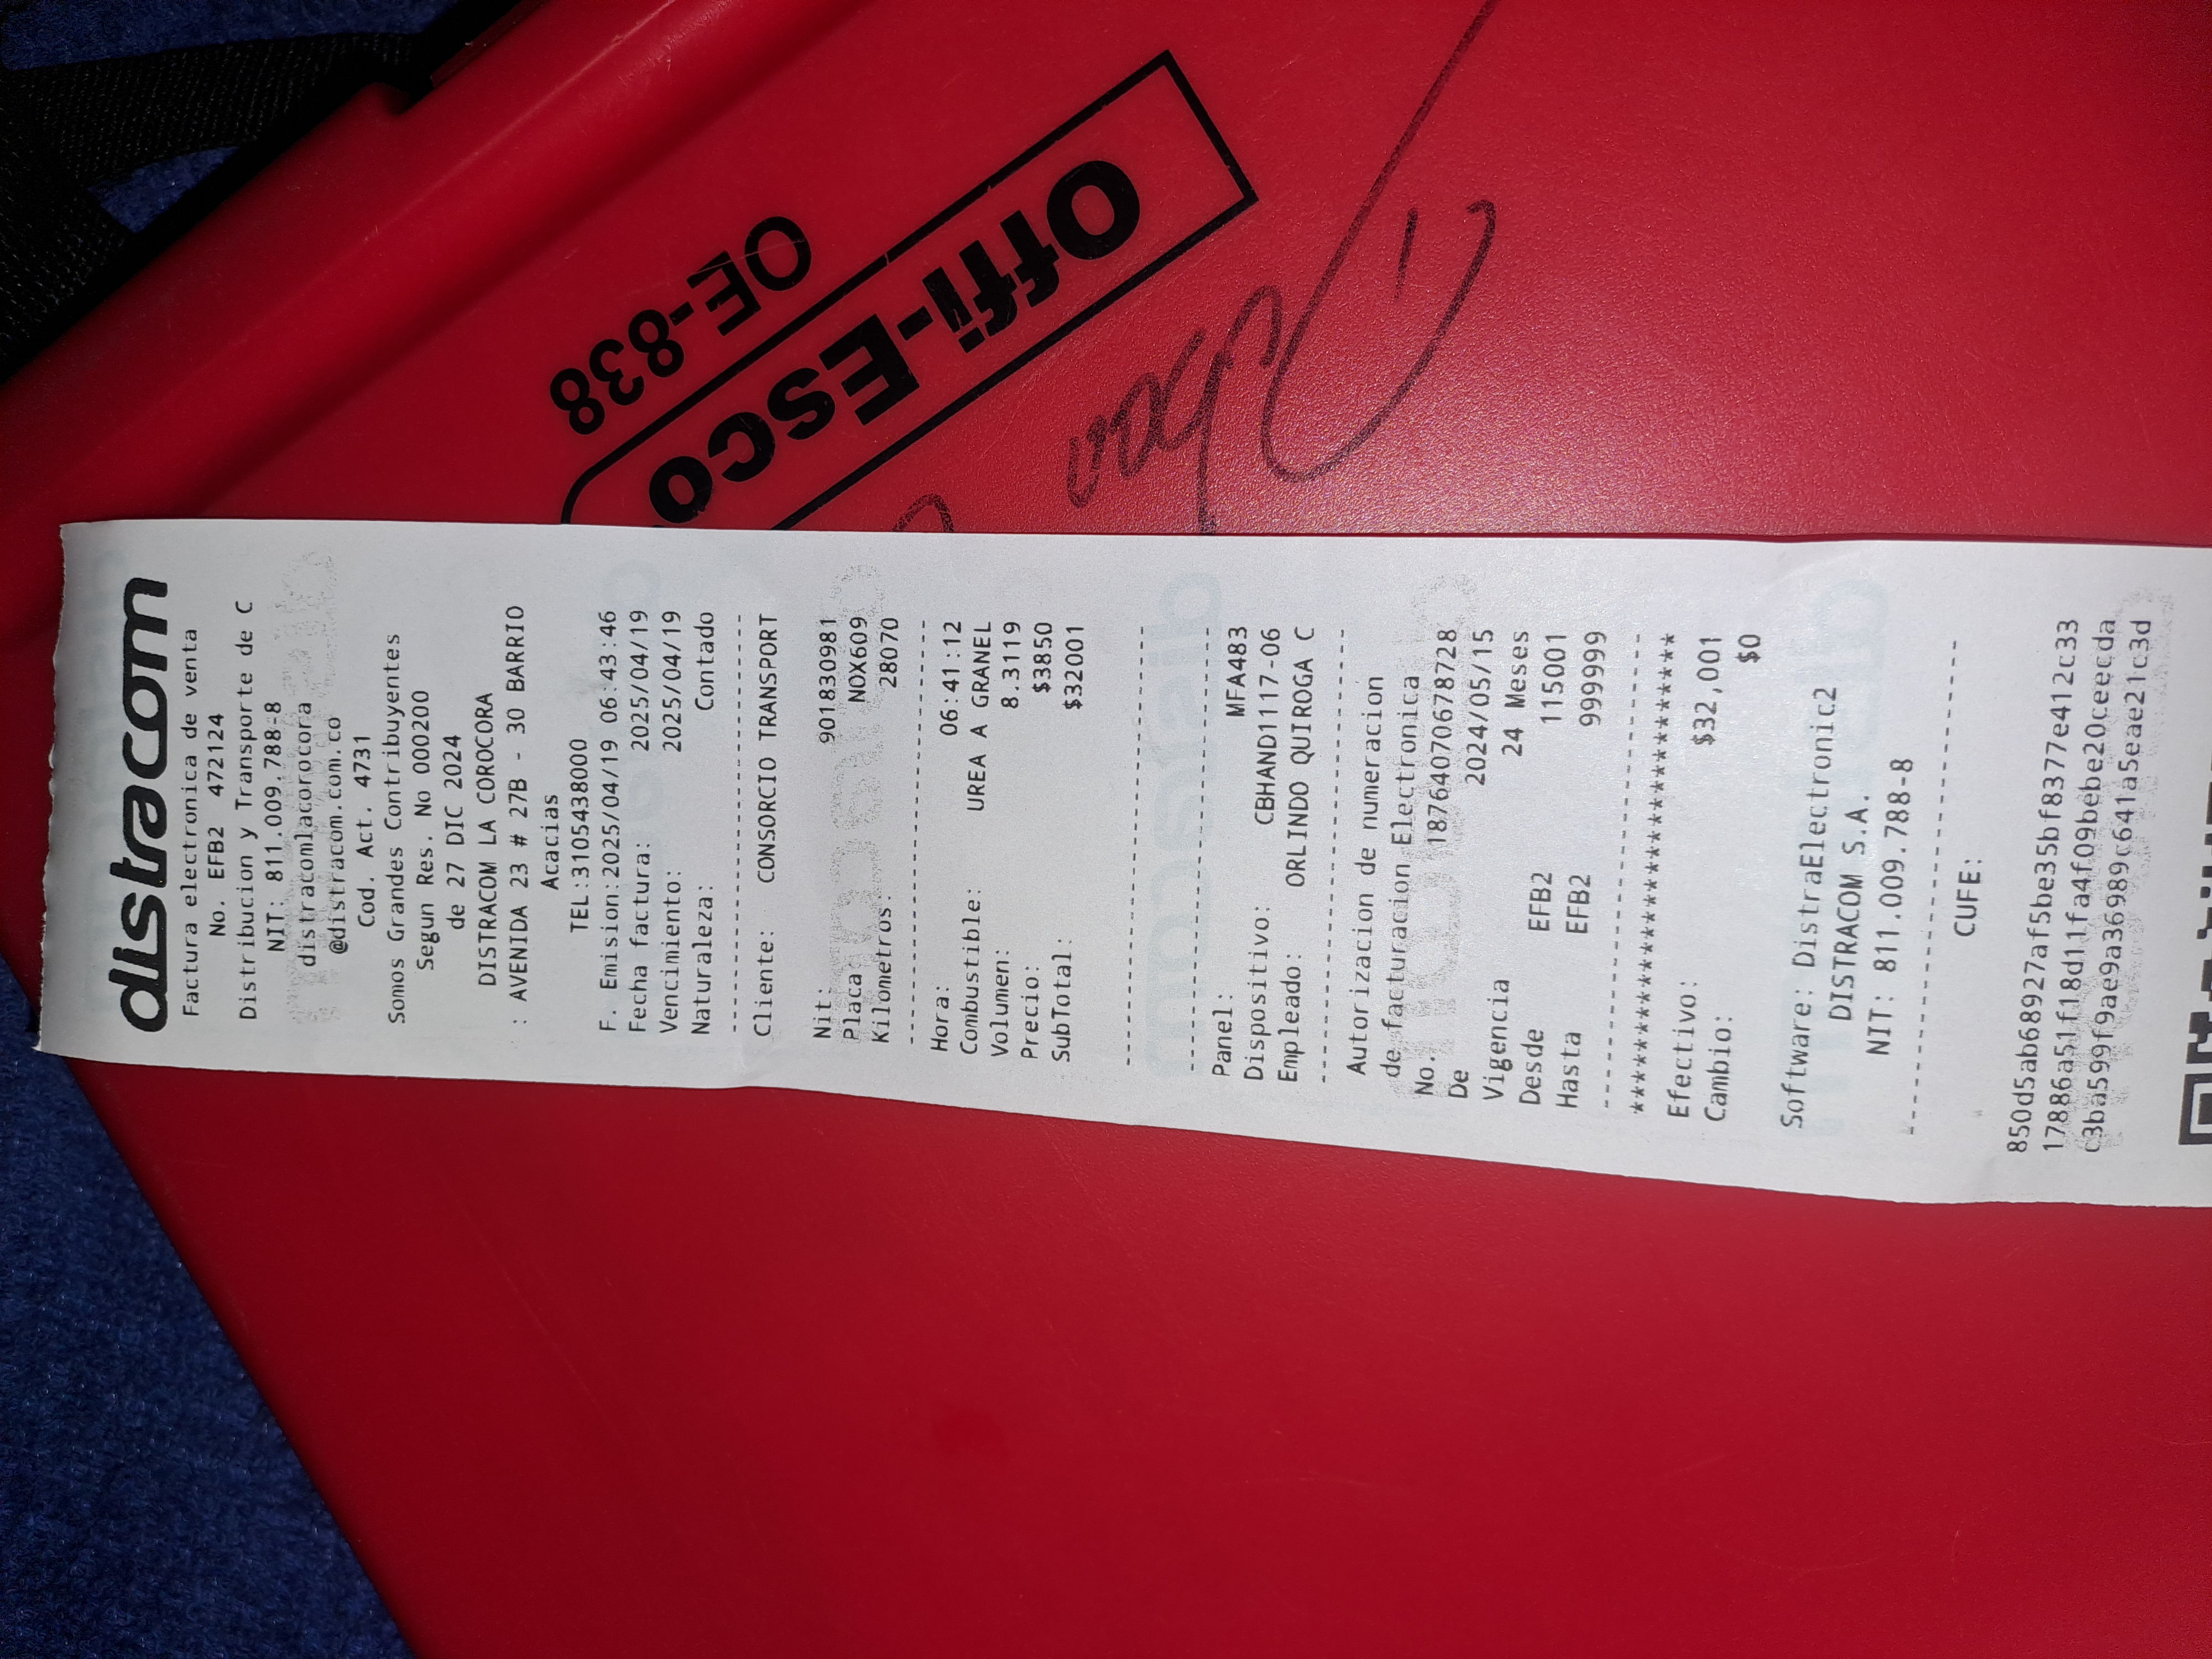 distracom
Factura electronica de venta
No. EFB2 472124
Distribucion y Transporte de C
NIT: 811.009.788-8
distracomlacorocora
@distracom.com.co
Cod. Act. 4731
Somos Grandes Contribuyentes
Segun Res. No 000200
de 27 DIC 2024
DISTRACOM LA COROCORA
: AVENIDA 23 # 27B - 30 BARRIO
Acacias
TEL:3105438000
F. Emision:2025/04/19 06:43:46
Fecha factura: 2025/04/19
Vencimiento: 2025/04/19
Naturaleza: Contado
Cliente: CONSORCIO TRANSPORT
Nit: 901830981
Placa: NOX609
Kilometros: 28070
Hora: 06:41:12
Combustible: UREA A GRANEL
Volumen: 8.3119
Precio: $3850
SubTotal: $32001
Panel: MFA483
Dispositivo: CBHAND11117-06
Empleado: ORLINDO QUIROGA C
Autorizacion de numeracion
de facturacion Electronica
No. 18764070678728
De 2024/05/15
Vigencia 24 Meses
Desde EFB2 115001
Hasta EFB2 9999999
********************************
Efectivo: $32,001
Cambio: $0
Software: DistraElectronic2
DISTRACOM S.A.
NIT: 811.009.788-8
CUFE:
850d5ab68927af5be35bf8377e412c33
17886a51f18d11fa4f09bebe20ceecda
c3ba599f9ae9a36989c641a5eae21c3d
Offi-Esco
OE-838